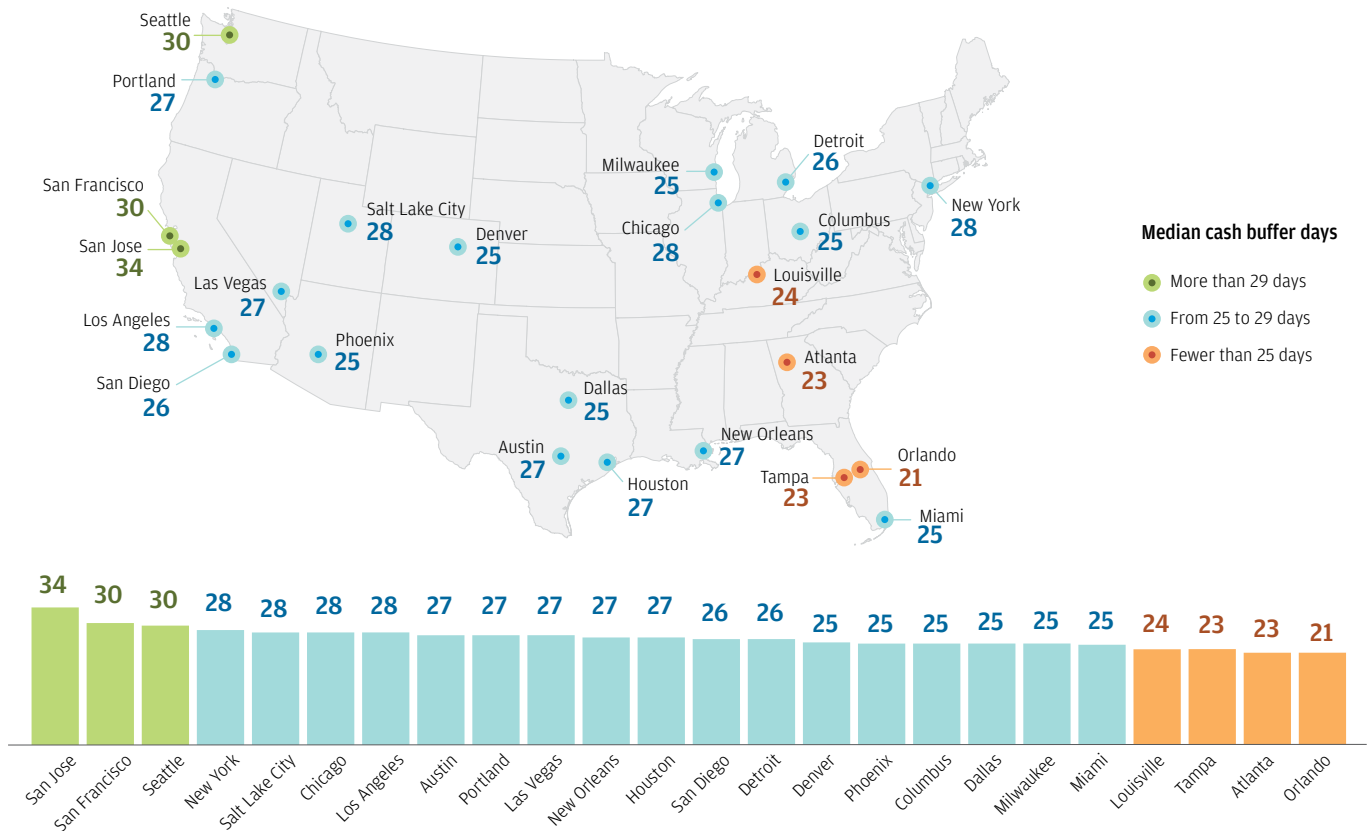 Seattle
30
Portland
27
San Francisco
30
San Jose
34
Las Vegas
27
Los Angeles
28
San Diego
26
Salt Lake City
28
Denver
25
Phoenix
25
Milwaukee
25
Chicago
28
Detroit
26
Columbus
25
New York
28
Louisville
24
Atlanta
23
Dallas
25
Austin
27
Houston
27
New Orleans
27
Tampa
23
Orlando
21
Miami
25
Median cash buffer days
More than 29 days
From 25 to 29 days
Fewer than 25 days
34 30 30 28 28 28 28 27 27 27 27 27 26 26 25 25 25 25 25 25 24 23 23 21
San Jose
San Francisco
Seattle
New York
Salt Lake City
Chicago
Los Angeles
Austin
Portland
Las Vegas
New Orleans
Houston
San Diego
Detroit
Denver
Phoenix
Columbus
Dallas
Milwaukee
Miami
Louisville
Tampa
Atlanta
Orlando